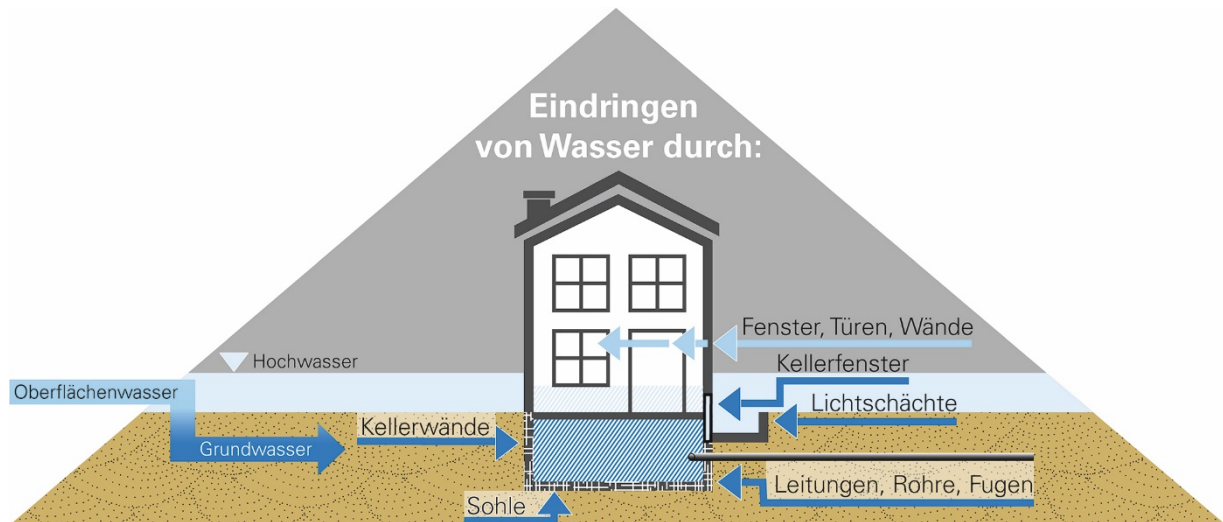 Eindringen
von Wasser durch:
Fenster, Türen, Wände
Hochwasser
Kellerfenster
Oberflächenwasser
Lichtschächte
Kellerwände
Grundwasser
Leitungen, Rohre, Fugen
Sohle